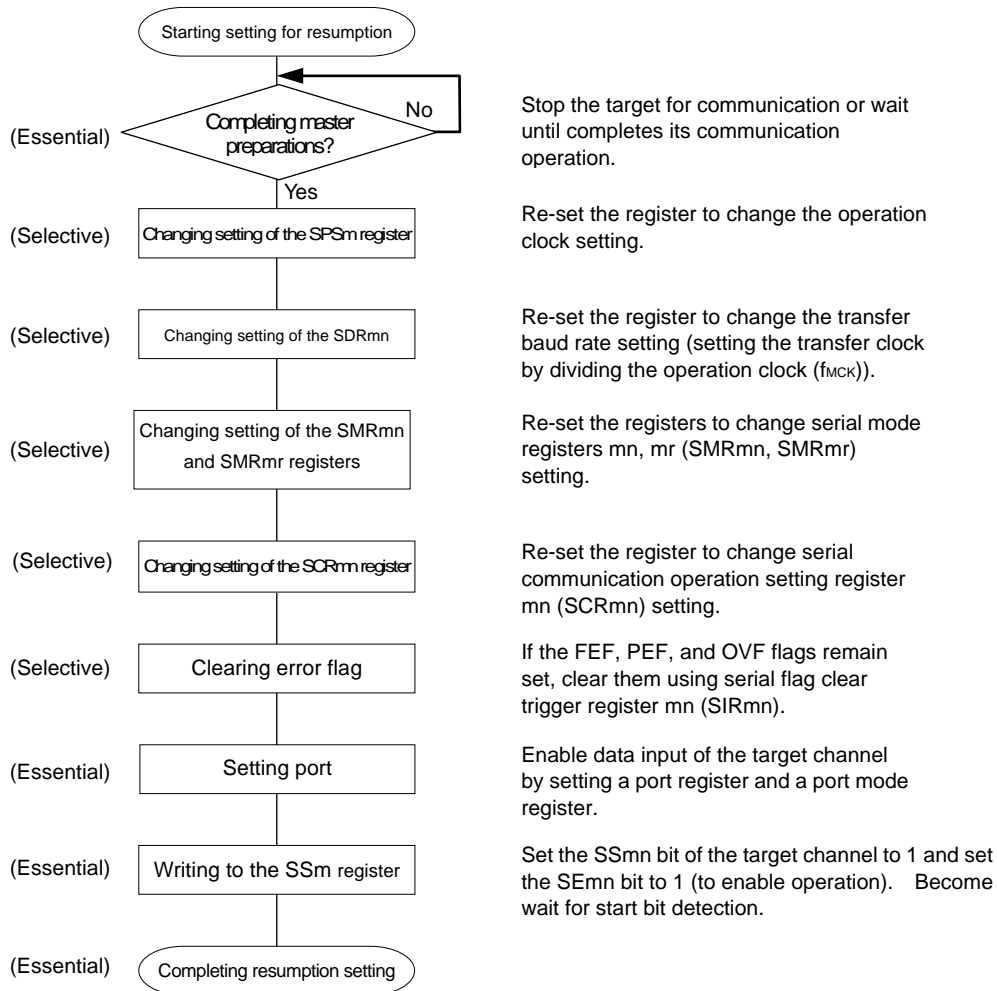 Starting setting for resumption
(Essential)
Completing master
preparations?
No
Yes
Stop the target for communication or wait
until completes its communication
operation.
(Selective)
Changing setting of the SPSm register
Re-set the register to change the operation
clock setting.
(Selective)
Changing setting of the SDRmn
Re-set the register to change the transfer
baud rate setting (setting the transfer clock
by dividing the operation clock (fMCK)).
(Selective)
Changing setting of the SMRmn
and SMRmr registers
Re-set the registers to change serial mode
registers mn, mr (SMRmn, SMRmr)
setting.
(Selective)
Changing setting of the SCRmn register
Re-set the register to change serial
communication operation setting register
mn (SCRmn) setting.
(Selective)
Clearing error flag
If the FEF, PEF, and OVF flags remain
set, clear them using serial flag clear
trigger register mn (SIRmn).
(Essential)
Setting port
Enable data input of the target channel
by setting a port register and a port mode
register.
(Essential)
Writing to the SSm register
Set the SSmn bit of the target channel to 1 and set
the SEmn bit to 1 (to enable operation). Become
wait for start bit detection.
(Essential)
Completing resumption setting